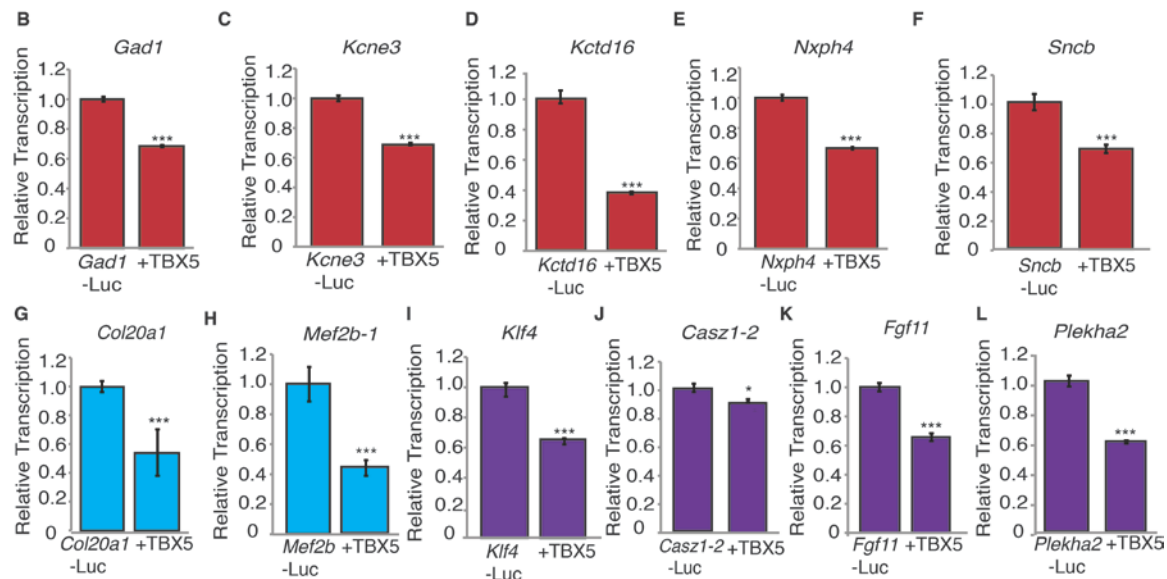 B
Gad1
Relative Transcription
1.2
1.0
0.8
0.6
0.4
0.2
0
***
Gad1 +TBX5
-Luc
C
Kcne3
Relative Transcription
1.2
1.0
0.8
0.6
0.4
0.2
0
***
Kcne3 +TBX5
-Luc
D
Kctd16
Relative Transcription
1.2
1.0
0.8
0.6
0.4
0.2
0
***
Kctd16 +TBX5
-Luc
E
Nxph4
Relative Transcription
1.2
1.0
0.8
0.6
0.4
0.2
0
***
Nxph4 +TBX5
-Luc
F
Sncb
Relative Transcription
1.2
1.0
0.8
0.6
0.4
0.2
0
***
Sncb +TBX5
-Luc
G
Col20a1
Relative Transcription
1.2
1.0
0.8
0.6
0.4
0.2
0
***
Col20a1 +TBX5
-Luc
H
Mef2b-1
Relative Transcription
1.2
1.0
0.8
0.6
0.4
0.2
0
***
Mef2b +TBX5
-Luc
I
Klf4
Relative Transcription
1.2
1.0
0.8
0.6
0.4
0.2
0
***
Klf4 +TBX5
-Luc
J
Casz1-2
Relative Transcription
1.2
1.0
0.8
0.6
0.4
0.2
0
*
Casz1-2 +TBX5
-Luc
K
Fgf11
Relative Transcription
1.2
1.0
0.8
0.6
0.4
0.2
0
***
Fgf11 +TBX5
-Luc
L
Plekha2
Relative Transcription
1.2
1.0
0.8
0.6
0.4
0.2
0
***
Plekha2 +TBX5
-Luc